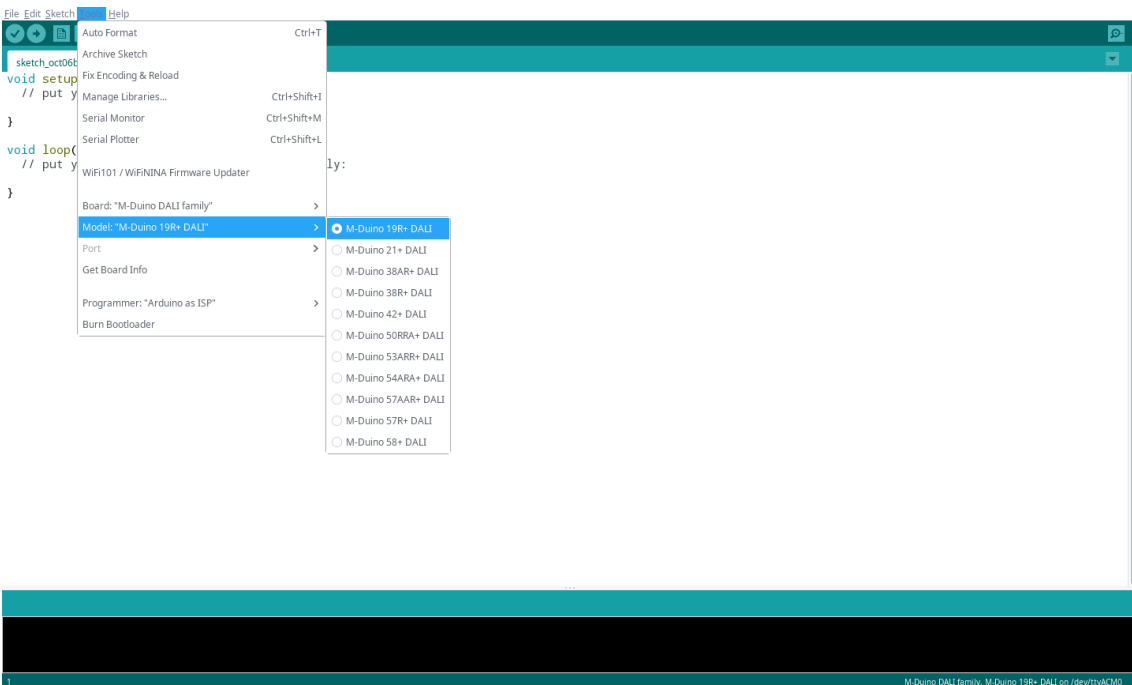 File Edit Sketch Tools Help
sketch_oct06b
void setup
// put y
}
void loop(
// put y ly:
}
Auto Format Ctrl+T
Archive Sketch
Fix Encoding & Reload
Manage Libraries... Ctrl+Shift+I
Serial Monitor Ctrl+Shift+M
Serial Plotter Ctrl+Shift+L
WiFi101 / WiFiNINA Firmware Updater
Board: "M-Duino DALI family"
Model: "M-Duino 19R+ DALI"
Port
Get Board Info
Programmer: "Arduino as ISP"
Burn Bootloader
M-Duino 19R+ DALI
M-Duino 21+ DALI
M-Duino 38AR+ DALI
M-Duino 38R+ DALI
M-Duino 42+ DALI
M-Duino 50RRA+ DALI
M-Duino 53ARR+ DALI
M-Duino 54ARA+ DALI
M-Duino 57AAR+ DALI
M-Duino 57R+ DALI
M-Duino 58+ DALI
1 M-Duino DALI family, M-Duino 19R+ DALI on /dev/ttyACM0